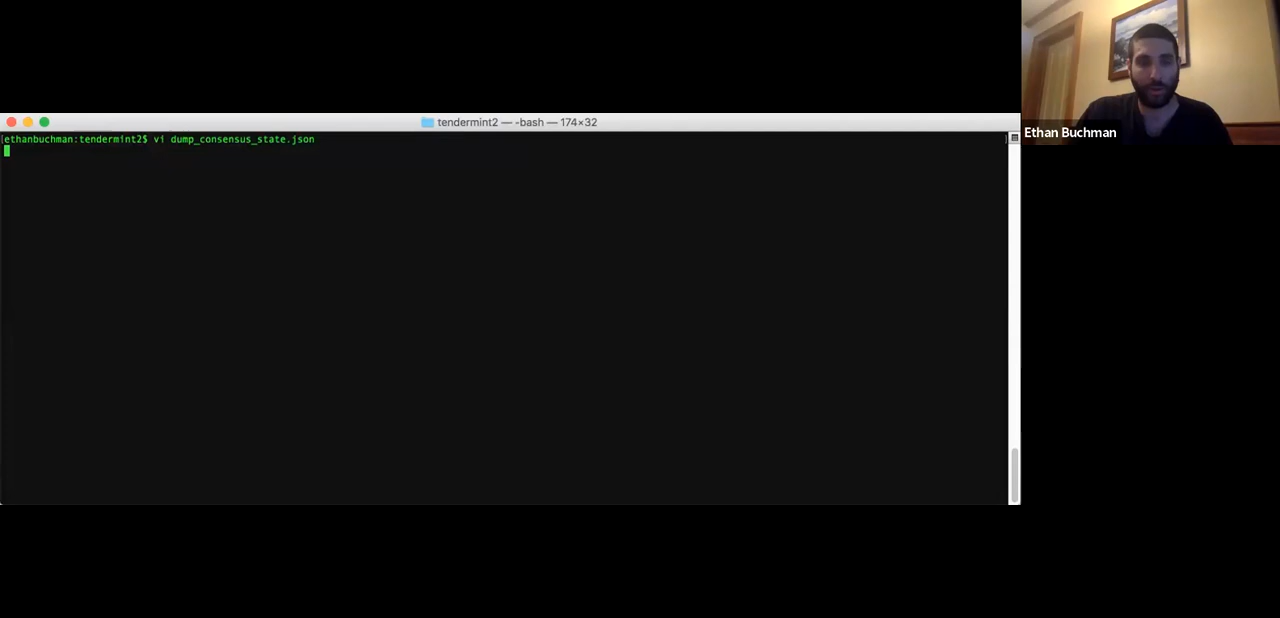 tendermint2 — -bash — 174×32
[ethanbuchman:tendermint2$ vi dump_consensus_state.json ]
Ethan Buchman